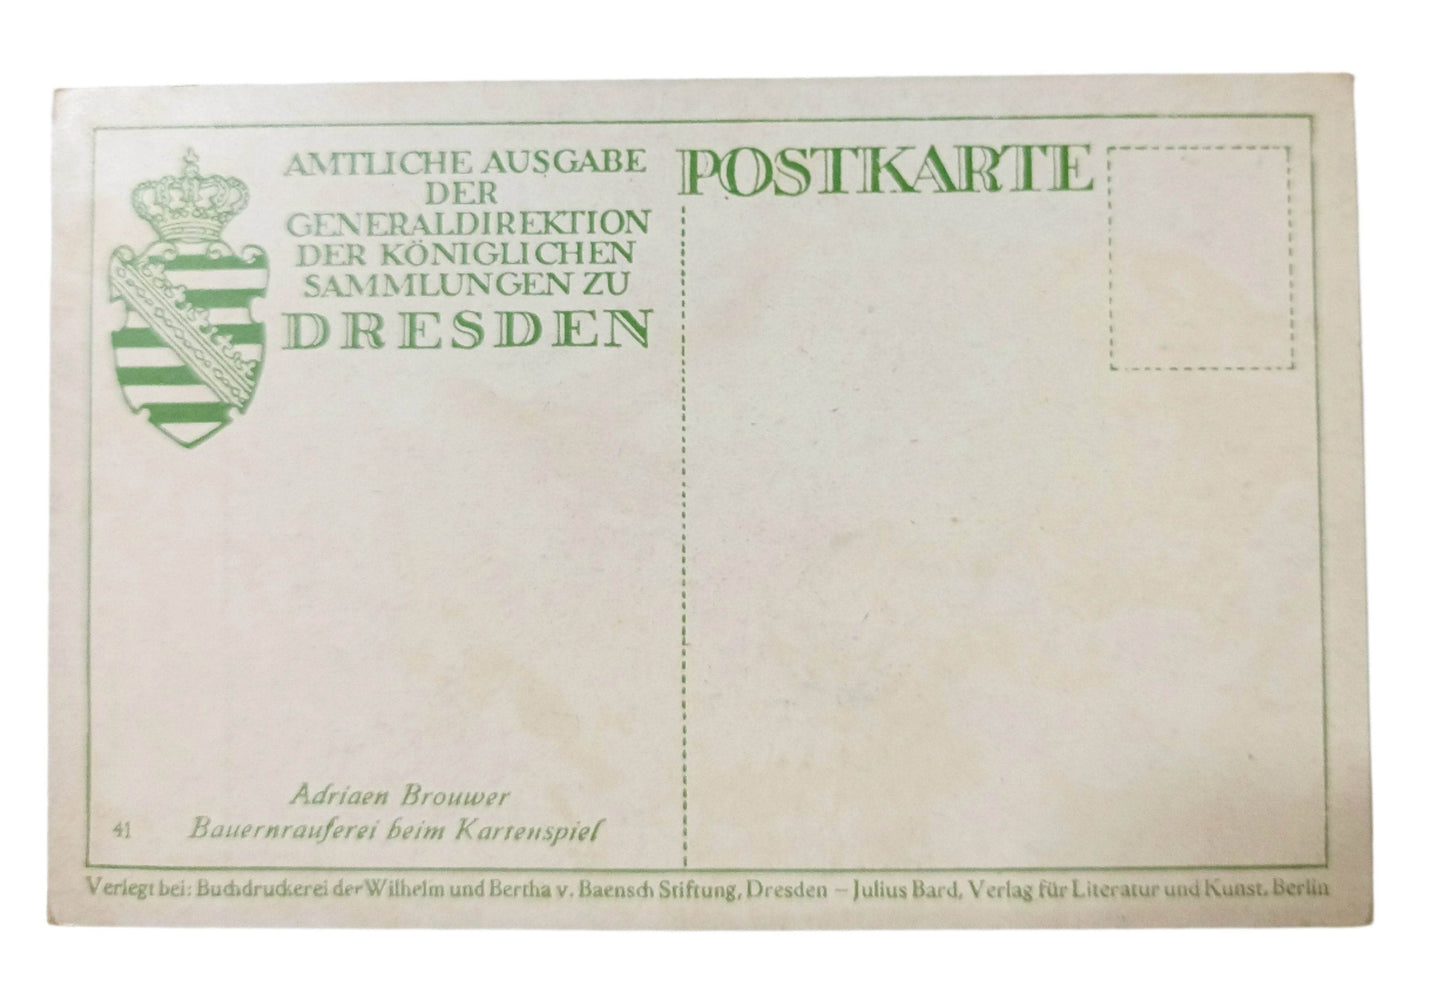 AMTLICHE AUSGABE
DER
GENERALDIREKTION
DER KÖNIGLICHEN
SAMMLUNGEN ZU
DRESDEN
POSTKARTE
Adriaen Brouwer
41 Bauernrauferei beim Kartenspiel
Verlegt bei: Buchdruckerei der Wilhelm und Bertha v. Baensch Stiftung, Dresden – Julius Bard, Verlag für Literatur und Kunst, Berlin